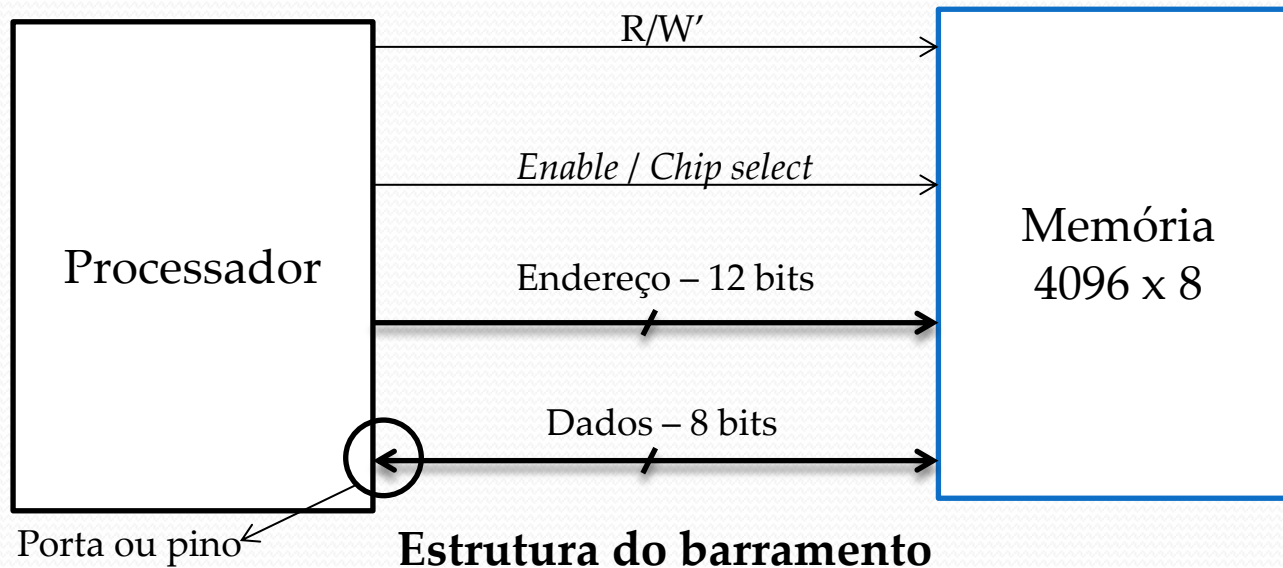 R/W’
Enable / Chip select
Processador
Endereço – 12 bits
Dados – 8 bits
Memória
4096 x 8
Porta ou pino
Estrutura do barramento